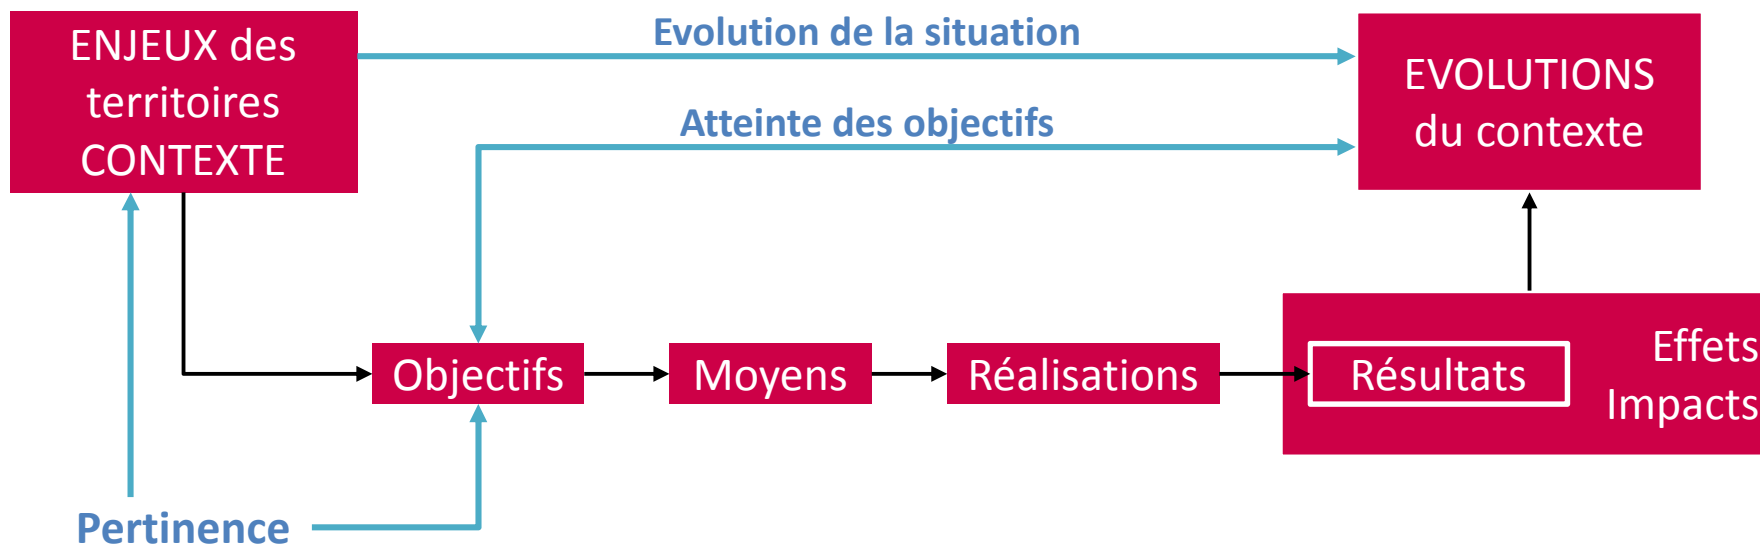 ENJEUX des
territoires
CONTEXTE
Evolution de la situation
EVOLUTIONS
du contexte
Atteinte des objectifs
Objectifs
Moyens
Réalisations
Résultats
Effets
Impacts
Pertinence